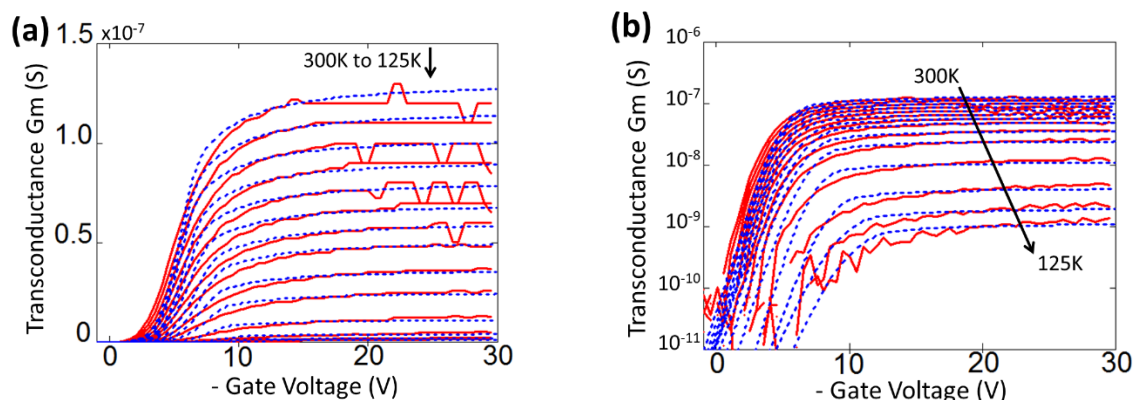 (a)
x10-7
1.5
1.0
0.5
0
0
10
20
30
300K to 125K
Transconductance Gm (S)
- Gate Voltage (V)
(b)
10-6
10-7
10-8
10-9
10-10
10-11
0
10
20
30
300K
125K
Transconductance Gm (S)
- Gate Voltage (V)